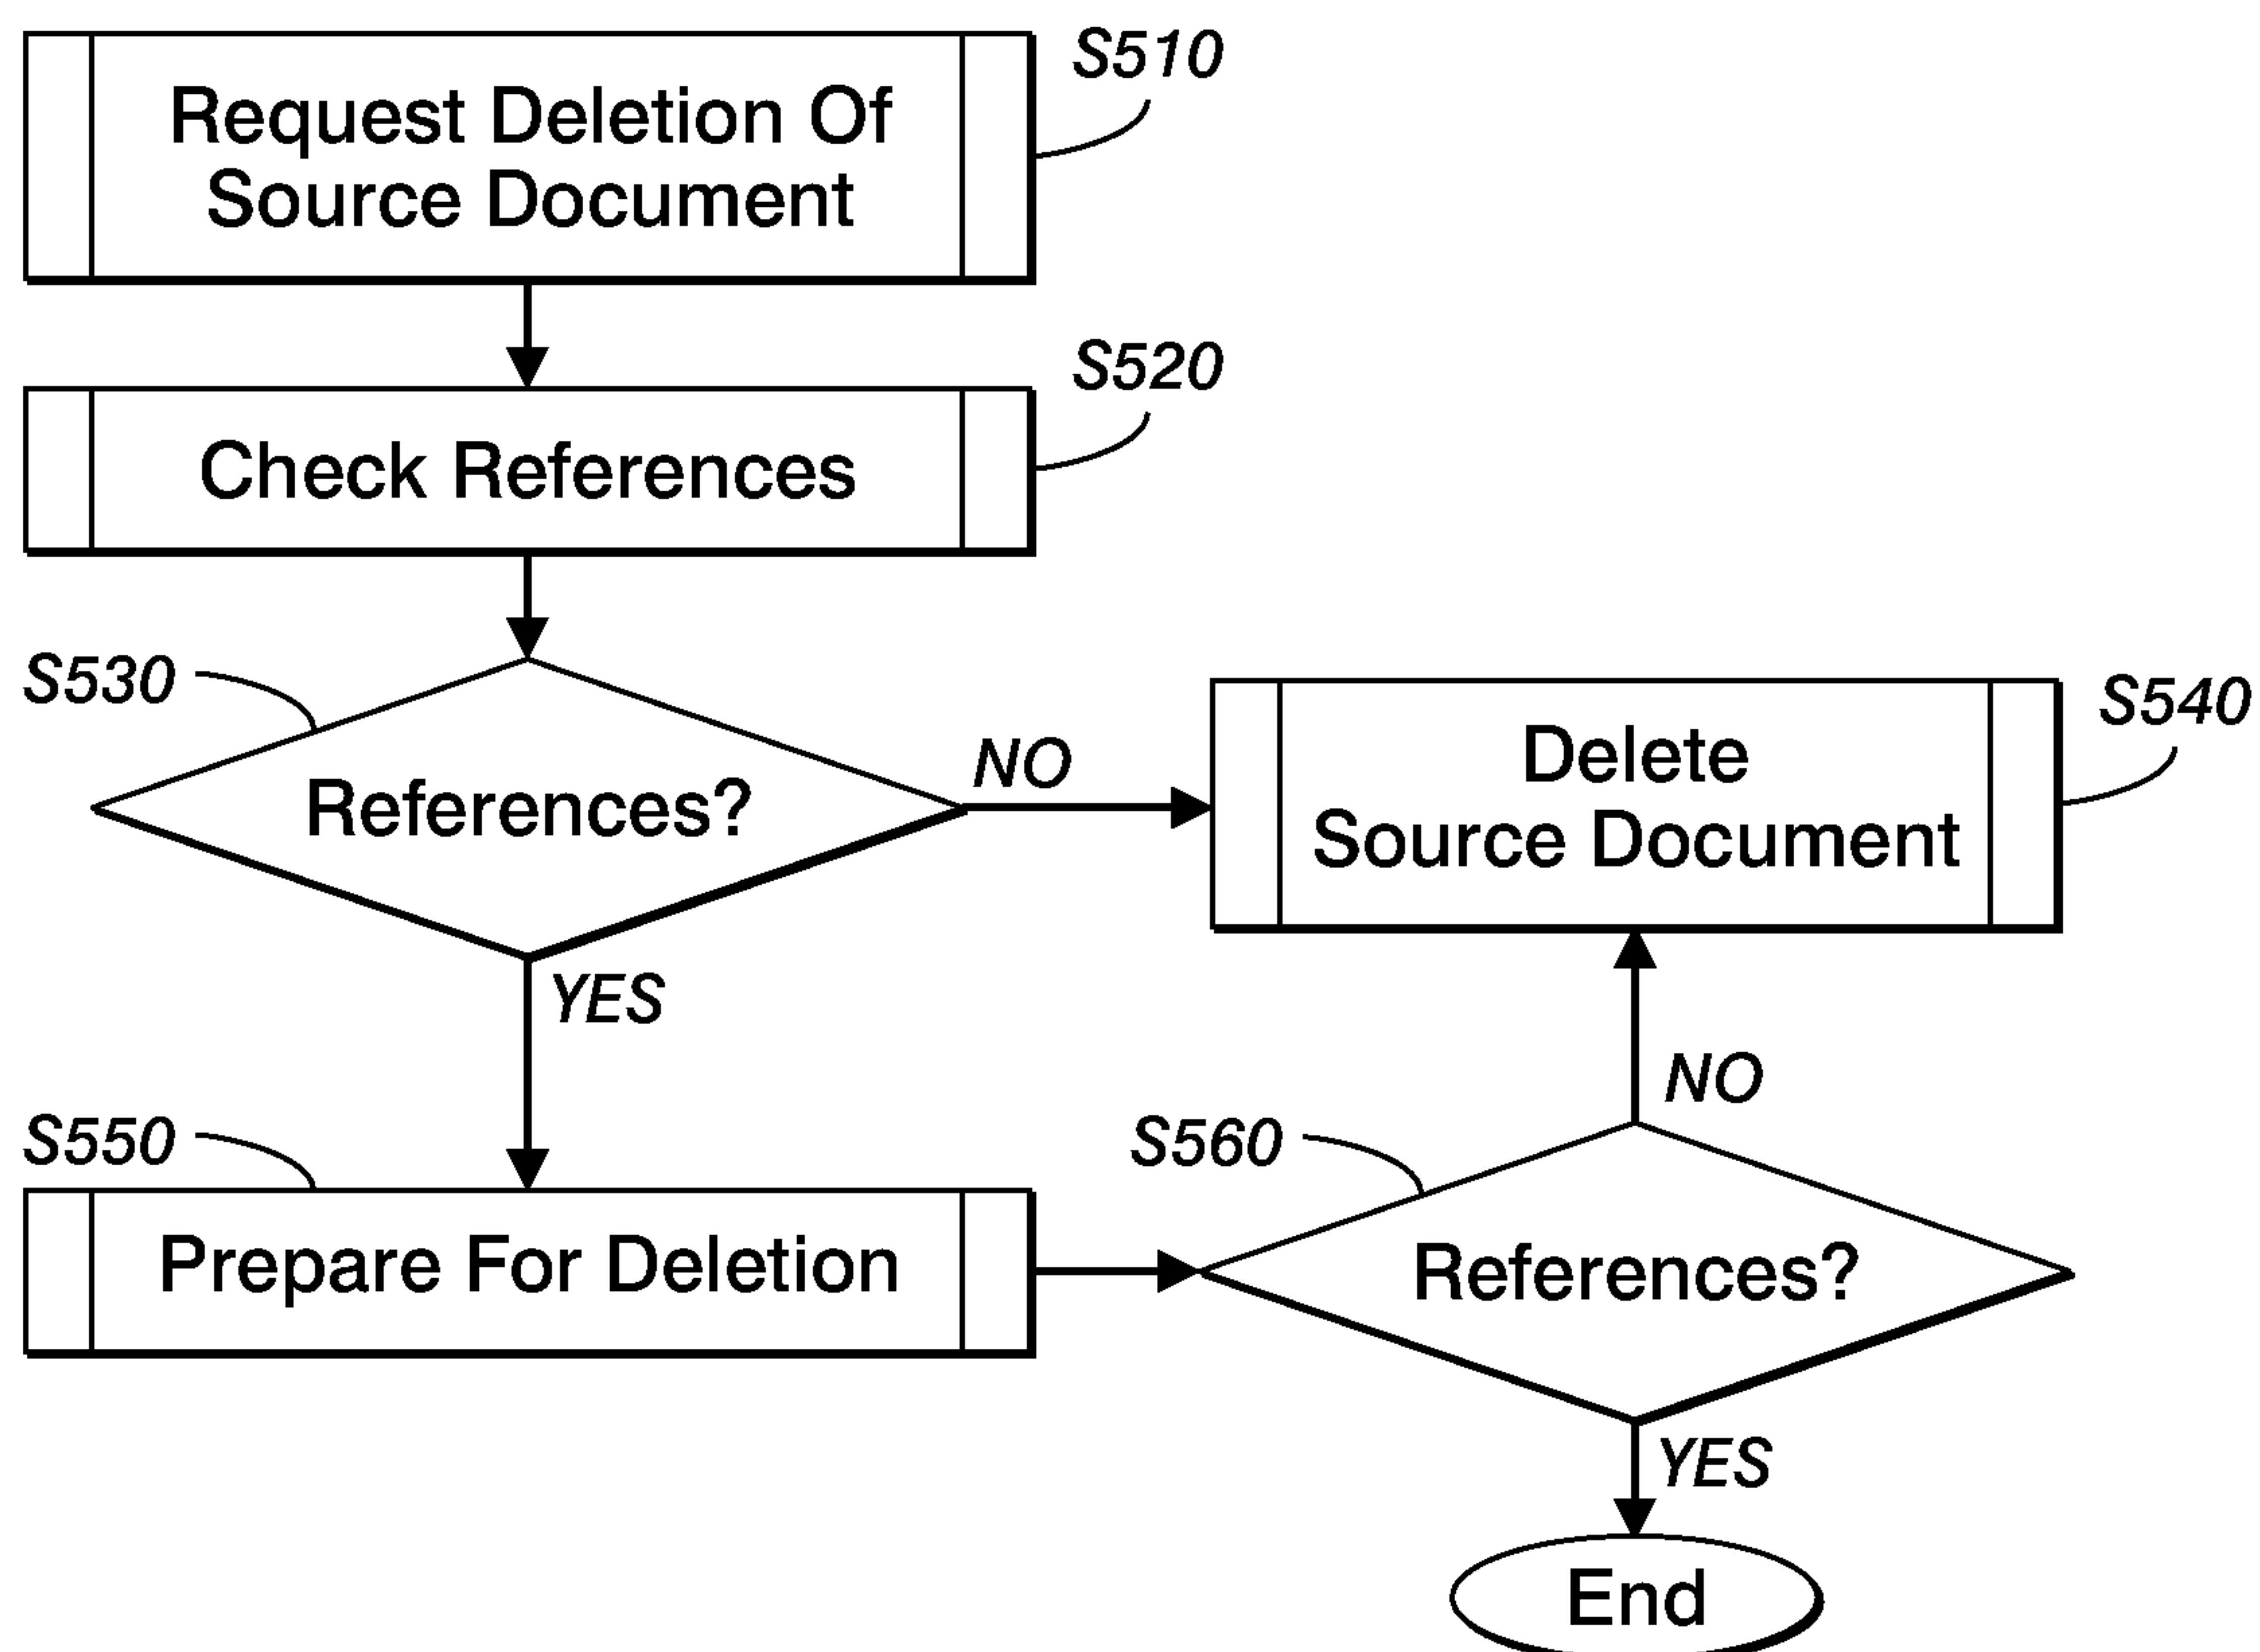 S510
Request Deletion Of
Source Document
S520
Check References
S530
References?
NO
S540
Delete
Source Document
YES
S550
Prepare For Deletion
S560
NO
References?
YES
End